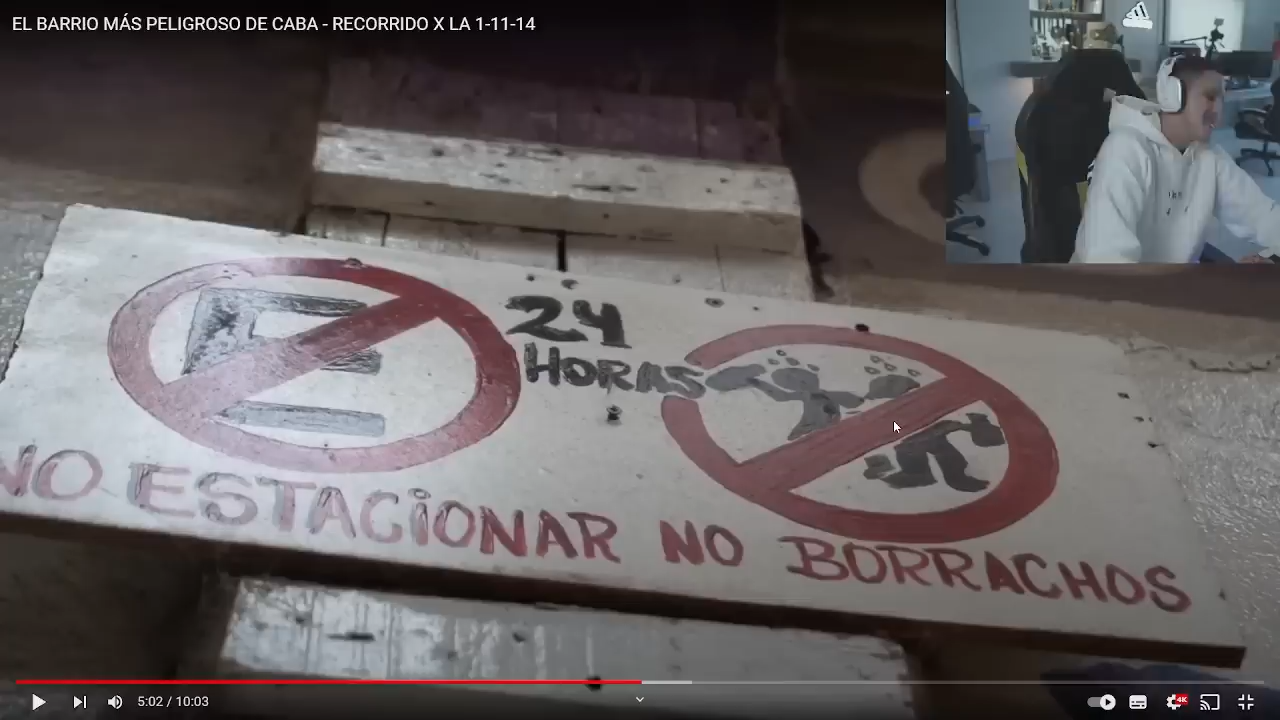 EL BARRIO MÁS PELIGROSO DE CABA - RECORRIDO X LA 1-11-14
E
24
HORAS
NO ESTACIONAR NO BORRACHOS
5:02 / 10:03
4K